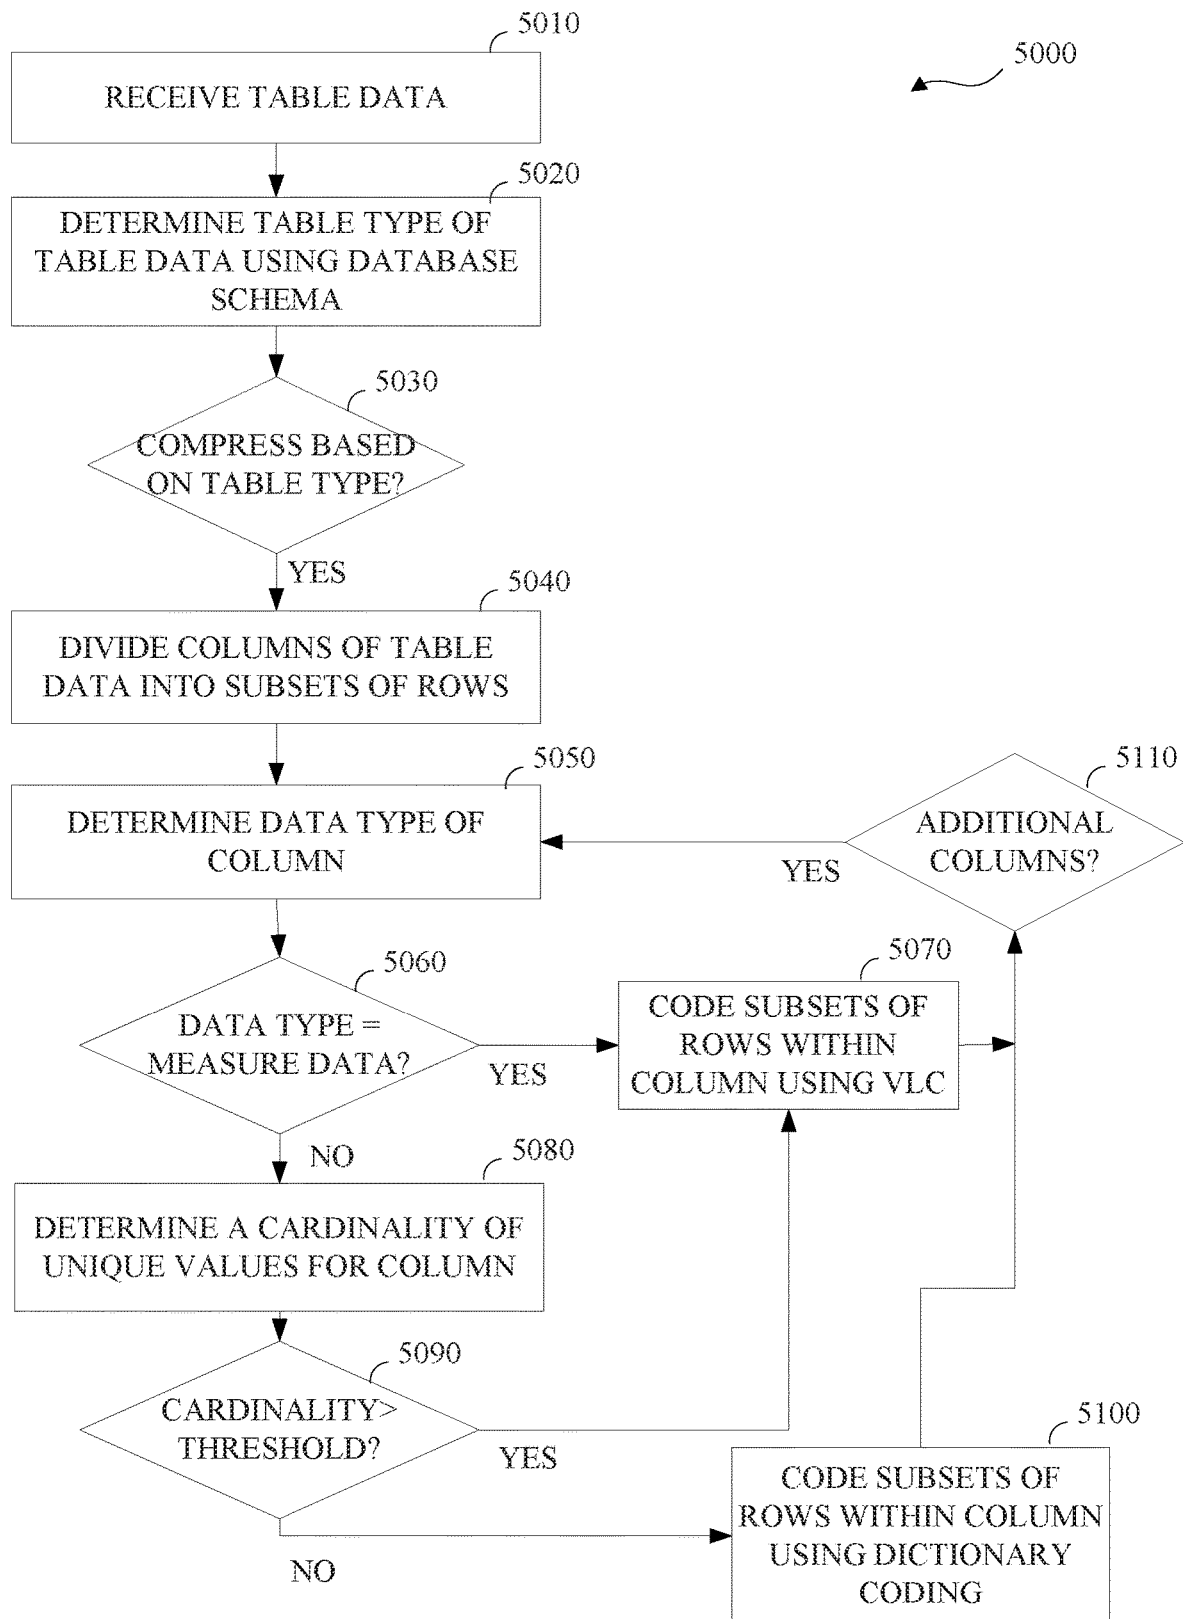 5010
5000
RECEIVE TABLE DATA
5020
DETERMINE TABLE TYPE OF
TABLE DATA USING DATABASE
SCHEMA
5030
COMPRESS BASED
ON TABLE TYPE?
YES
5040
DIVIDE COLUMNS OF TABLE
DATA INTO SUBSETS OF ROWS
5050
DETERMINE DATA TYPE OF
COLUMN
5110
ADDITIONAL
COLUMNS?
YES
5060
DATA TYPE =
MEASURE DATA?
YES
5070
CODE SUBSETS OF
ROWS WITHIN
COLUMN USING VLC
NO
5080
DETERMINE A CARDINALITY OF
UNIQUE VALUES FOR COLUMN
5090
CARDINALITY>
THRESHOLD?
YES
NO
5100
CODE SUBSETS OF
ROWS WITHIN COLUMN
USING DICTIONARY
CODING